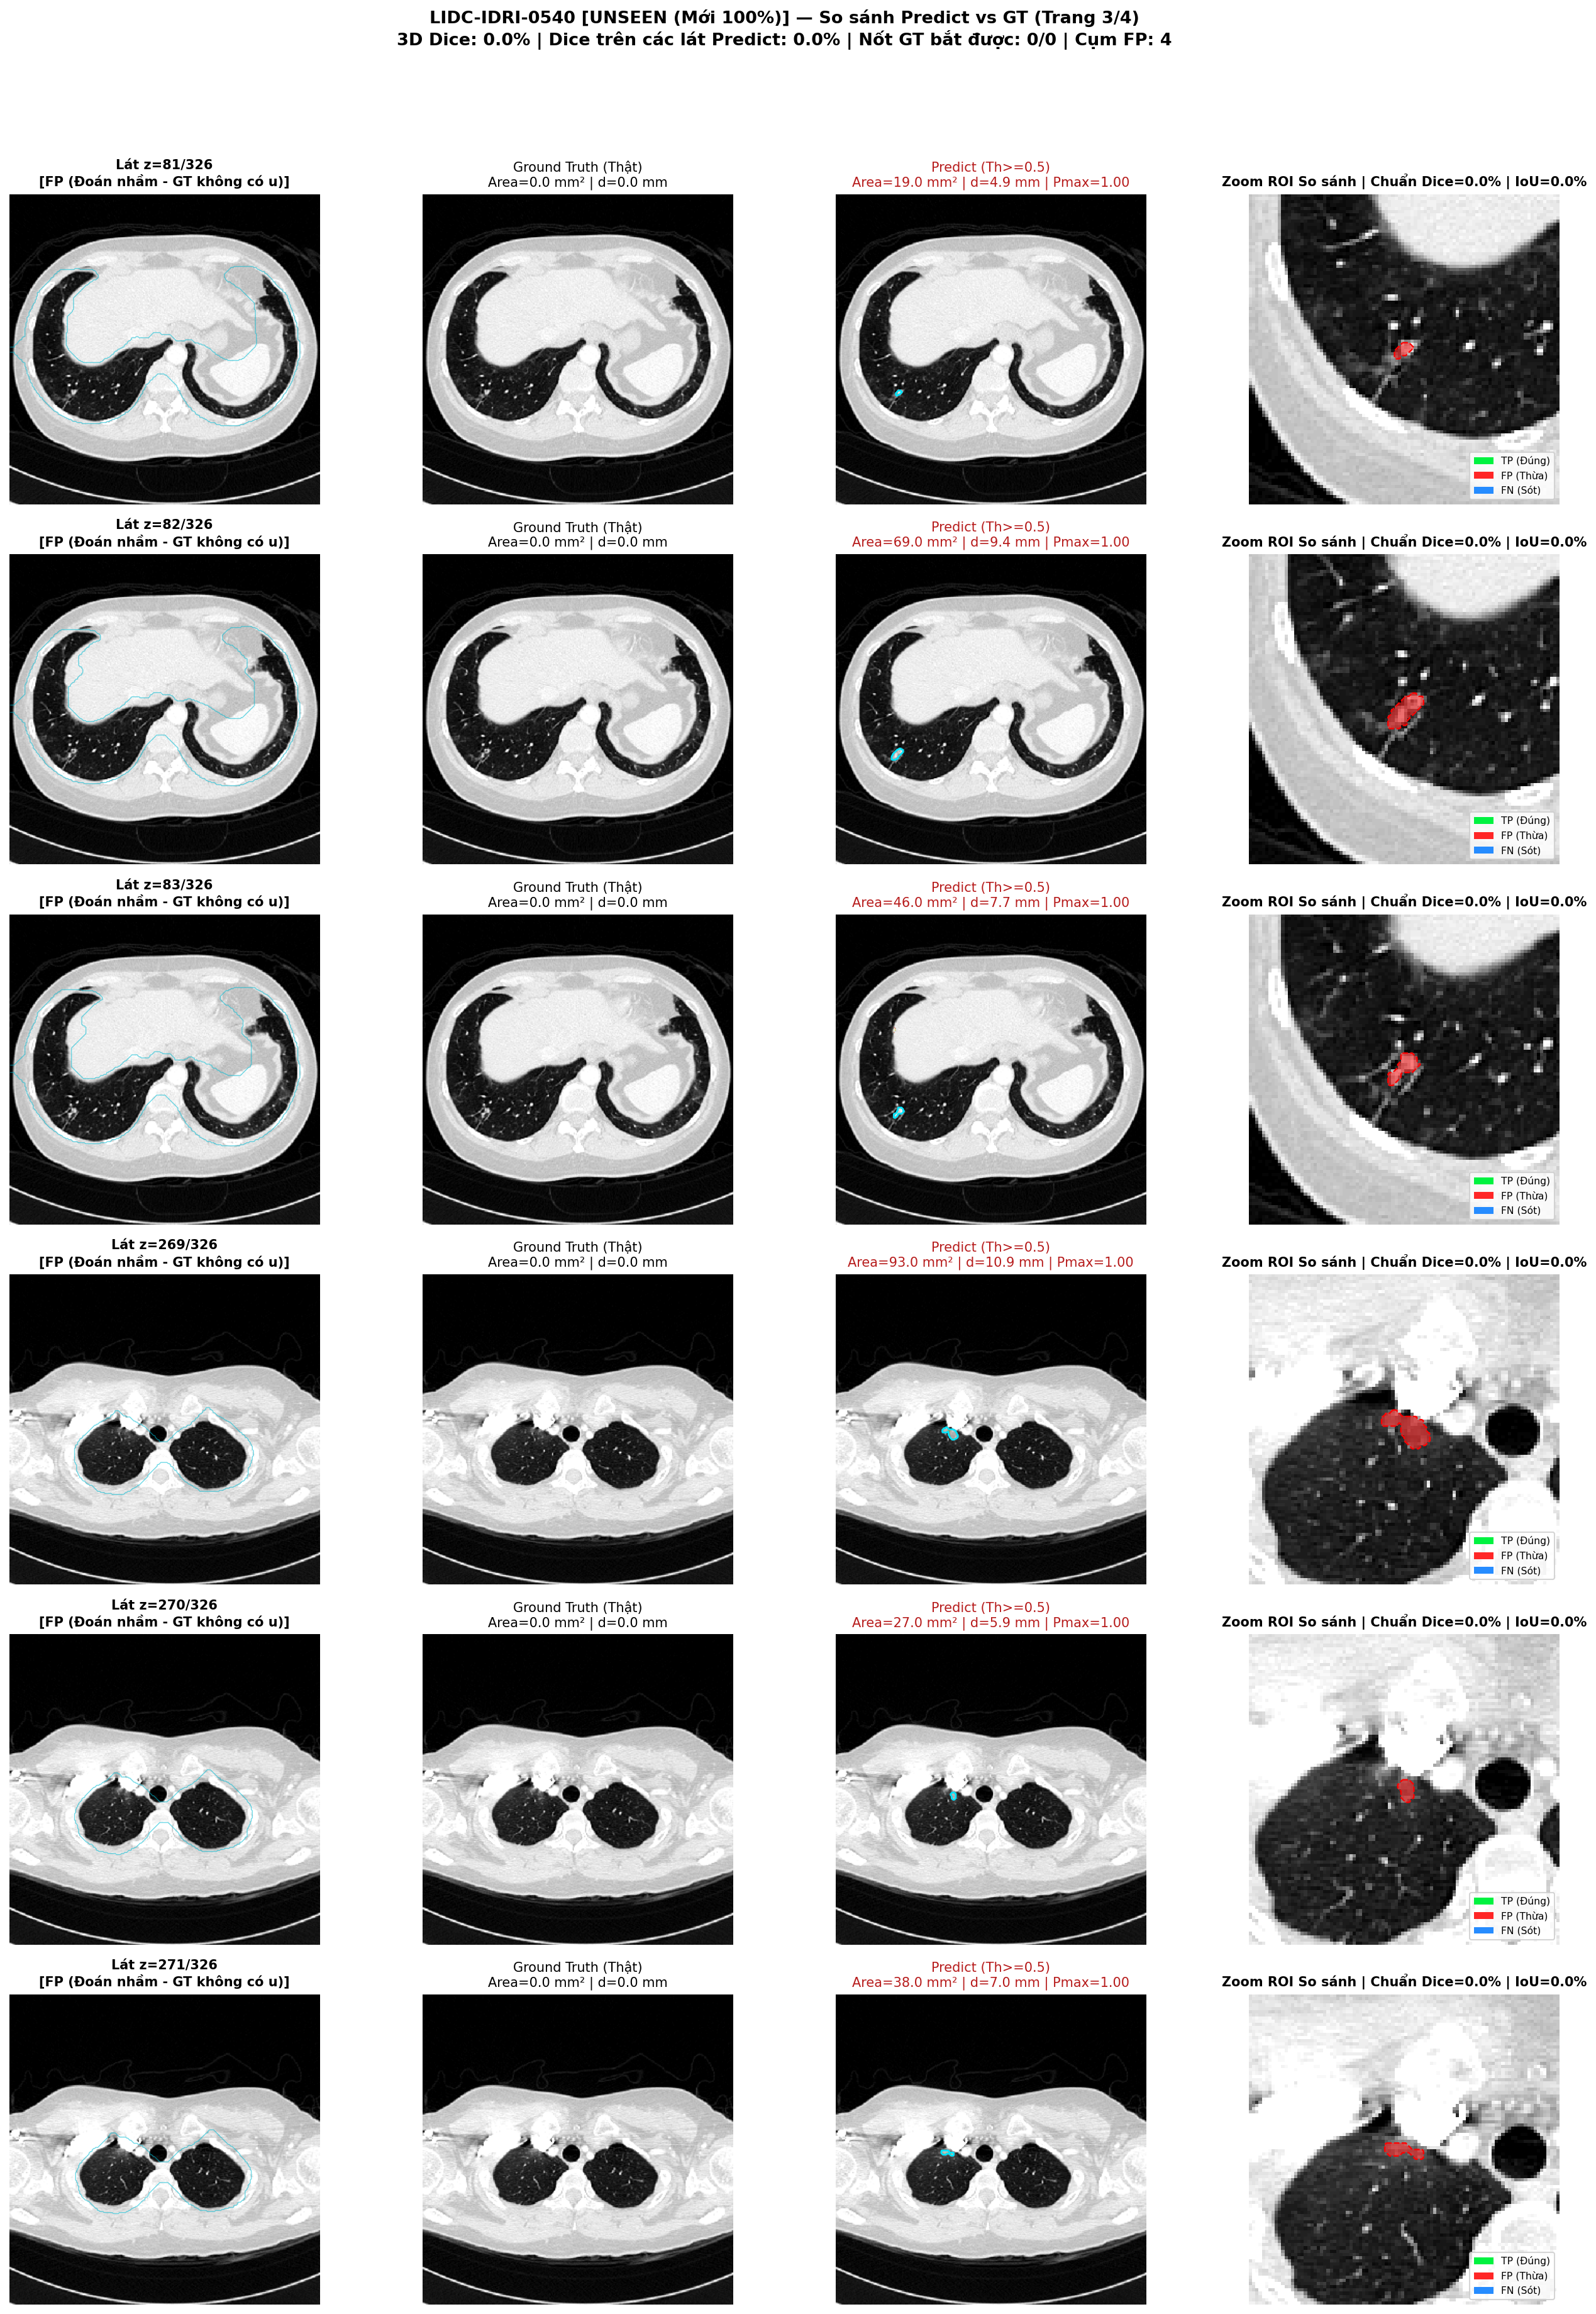 LIDC-IDRI-0540 [UNSEEN (Mới 100%)] — So sánh Predict vs GT (Trang 3/4)
3D Dice: 0.0% | Dice trên các lát Predict: 0.0% | Nốt GT bắt được: 0/0 | Cụm FP: 4
Lát z=81/326
[FP (Đoán nhầm - GT không có u)]
Ground Truth (Thật)
Area=0.0 mm² | d=0.0 mm
Predict (Th>=0.5)
Area=19.0 mm² | d=4.9 mm | Pmax=1.00
Zoom ROI So sánh | Chuẩn Dice=0.0% | IoU=0.0%
TP (Đúng)
FP (Thừa)
FN (Sót)
Lát z=82/326
[FP (Đoán nhầm - GT không có u)]
Ground Truth (Thật)
Area=0.0 mm² | d=0.0 mm
Predict (Th>=0.5)
Area=69.0 mm² | d=9.4 mm | Pmax=1.00
Zoom ROI So sánh | Chuẩn Dice=0.0% | IoU=0.0%
TP (Đúng)
FP (Thừa)
FN (Sót)
Lát z=83/326
[FP (Đoán nhầm - GT không có u)]
Ground Truth (Thật)
Area=0.0 mm² | d=0.0 mm
Predict (Th>=0.5)
Area=46.0 mm² | d=7.7 mm | Pmax=1.00
Zoom ROI So sánh | Chuẩn Dice=0.0% | IoU=0.0%
TP (Đúng)
FP (Thừa)
FN (Sót)
Lát z=269/326
[FP (Đoán nhầm - GT không có u)]
Ground Truth (Thật)
Area=0.0 mm² | d=0.0 mm
Predict (Th>=0.5)
Area=93.0 mm² | d=10.9 mm | Pmax=1.00
Zoom ROI So sánh | Chuẩn Dice=0.0% | IoU=0.0%
TP (Đúng)
FP (Thừa)
FN (Sót)
Lát z=270/326
[FP (Đoán nhầm - GT không có u)]
Ground Truth (Thật)
Area=0.0 mm² | d=0.0 mm
Predict (Th>=0.5)
Area=27.0 mm² | d=5.9 mm | Pmax=1.00
Zoom ROI So sánh | Chuẩn Dice=0.0% | IoU=0.0%
TP (Đúng)
FP (Thừa)
FN (Sót)
Lát z=271/326
[FP (Đoán nhầm - GT không có u)]
Ground Truth (Thật)
Area=0.0 mm² | d=0.0 mm
Predict (Th>=0.5)
Area=38.0 mm² | d=7.0 mm | Pmax=1.00
Zoom ROI So sánh | Chuẩn Dice=0.0% | IoU=0.0%
TP (Đúng)
FP (Thừa)
FN (Sót)